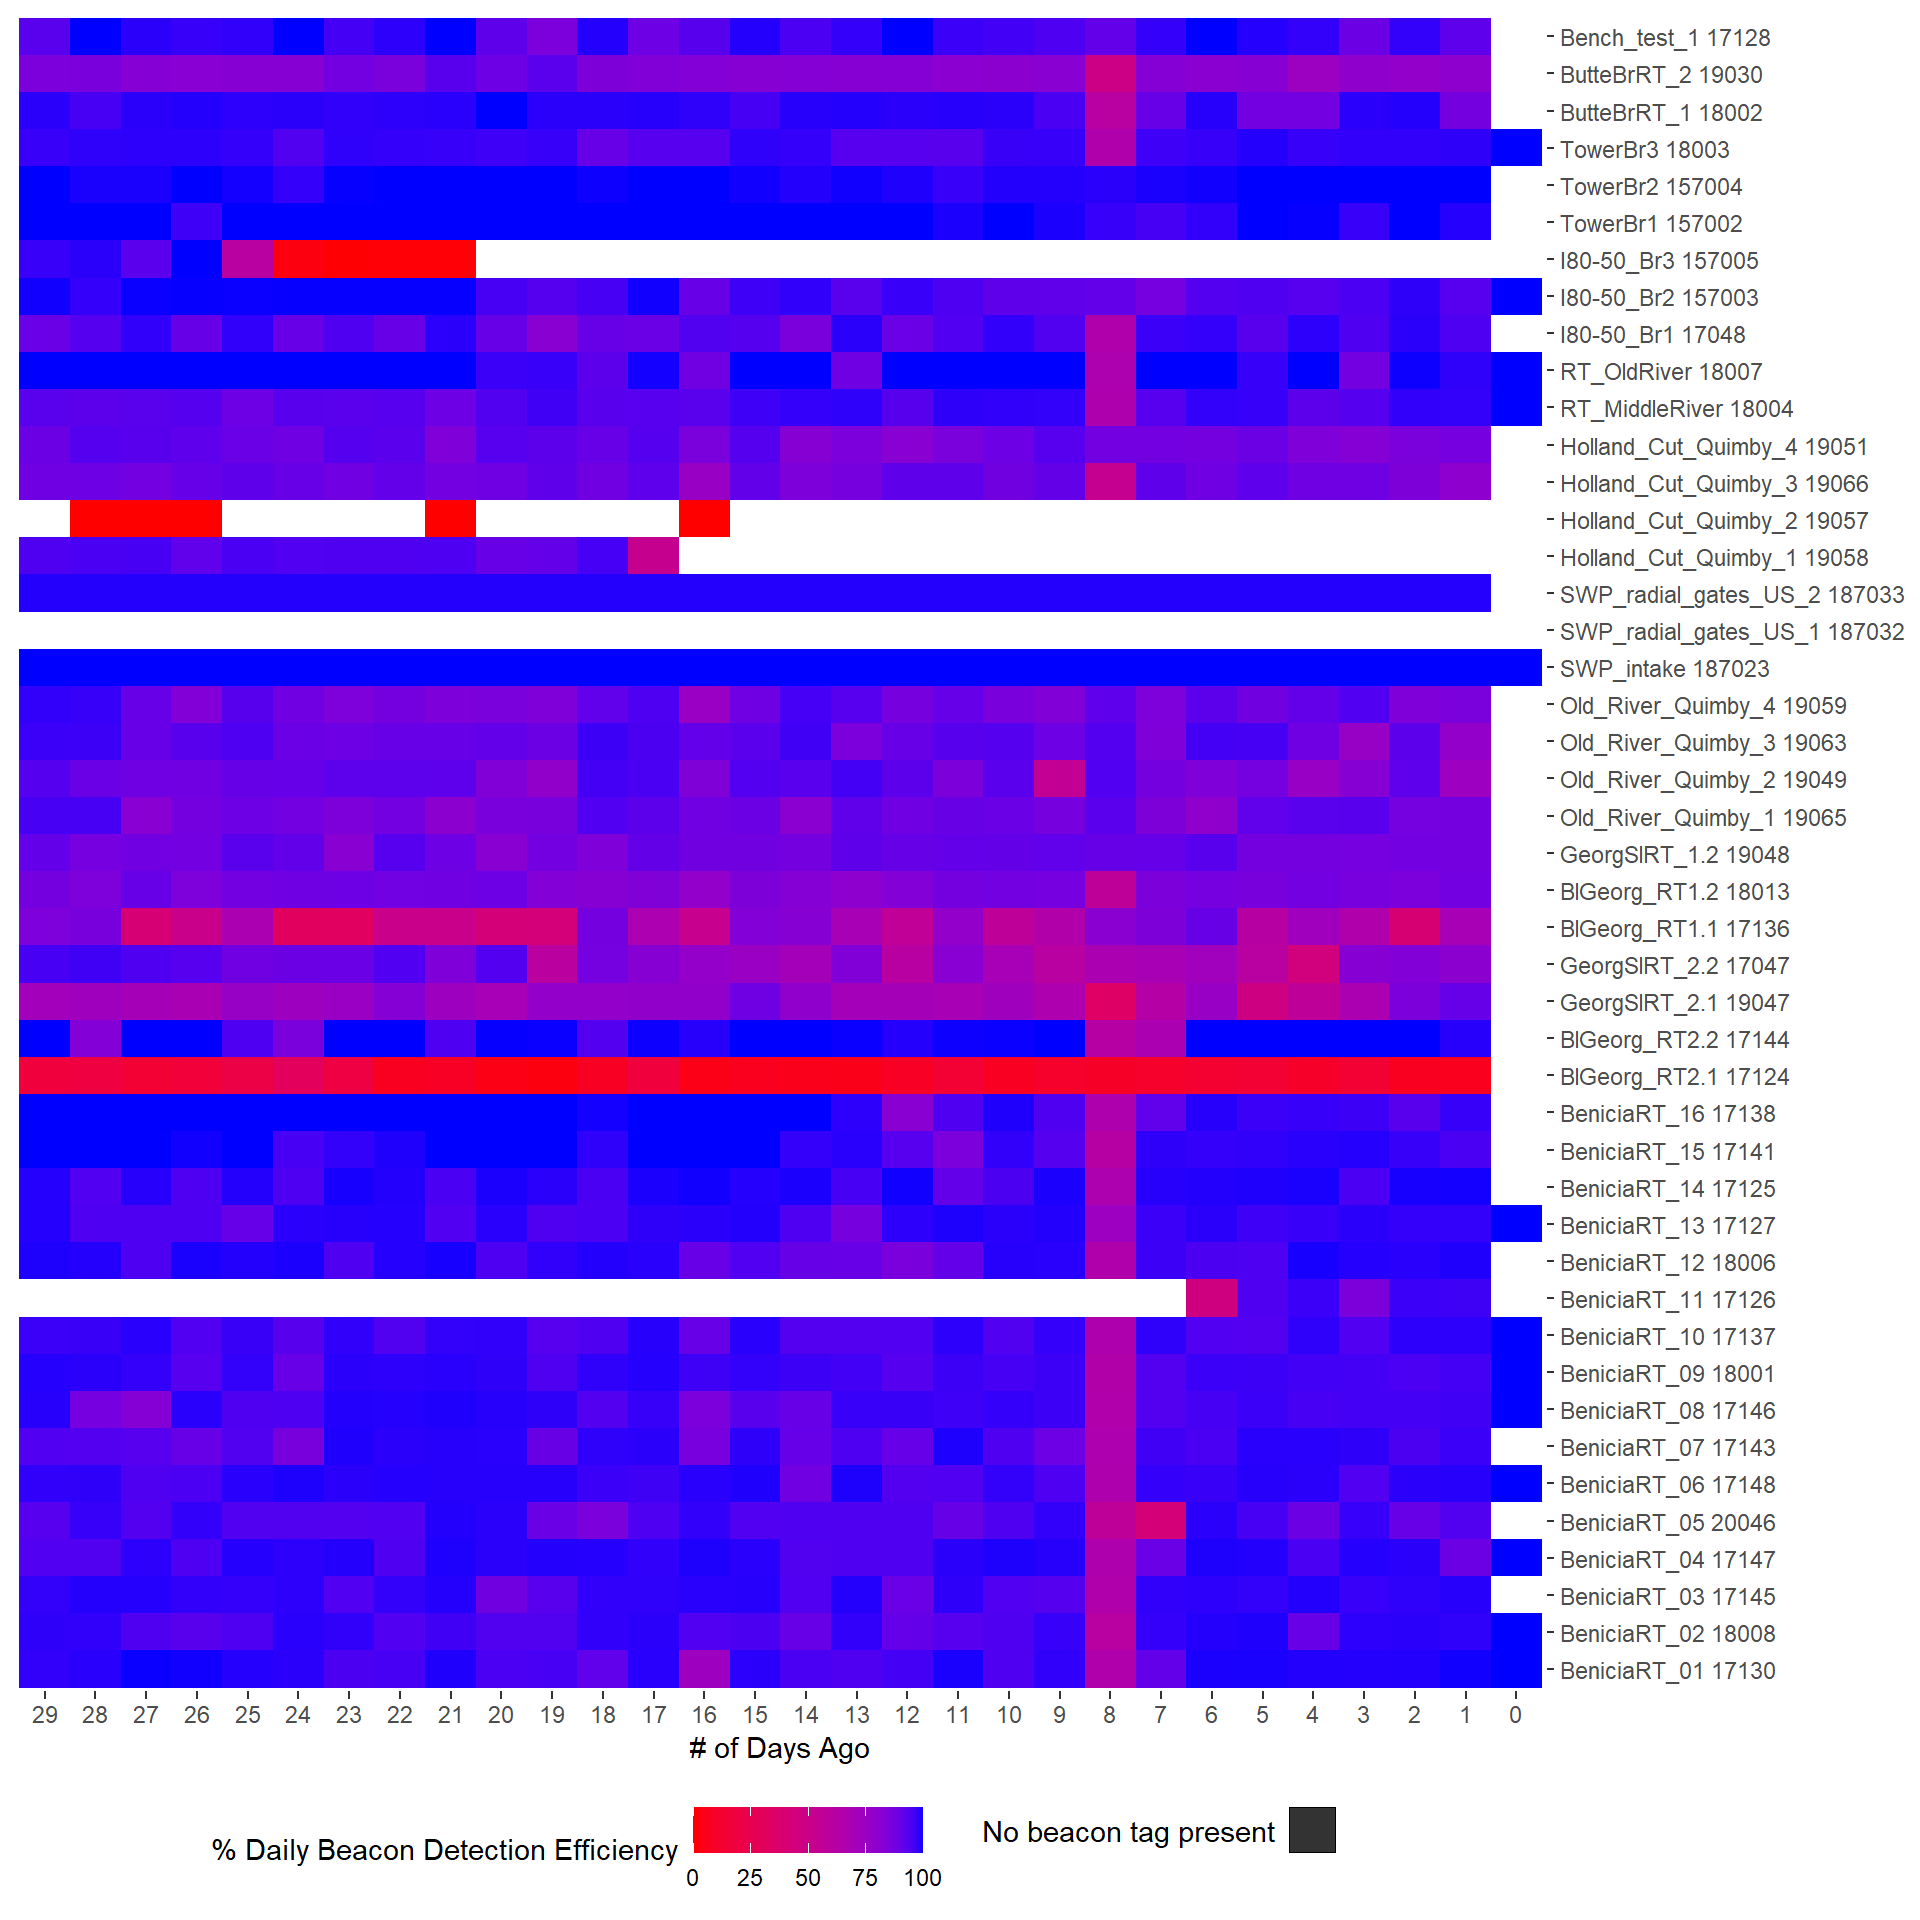 Bench_test_1 17128
ButteBrRT_2 19030
ButteBrRT_1 18002
TowerBr3 18003
TowerBr2 157004
TowerBr1 157002
I80-50_Br3 157005
I80-50_Br2 157003
I80-50_Br1 17048
RT_OldRiver 18007
RT_MiddleRiver 18004
Holland_Cut_Quimby_4 19051
Holland_Cut_Quimby_3 19066
Holland_Cut_Quimby_2 19057
Holland_Cut_Quimby_1 19058
SWP_radial_gates_US_2 187033
SWP_radial_gates_US_1 187032
SWP_intake 187023
Old_River_Quimby_4 19059
Old_River_Quimby_3 19063
Old_River_Quimby_2 19049
Old_River_Quimby_1 19065
GeorgSlRT_1.2 19048
BlGeorg_RT1.2 18013
BlGeorg_RT1.1 17136
GeorgSlRT_2.2 17047
GeorgSlRT_2.1 19047
BlGeorg_RT2.2 17144
BlGeorg_RT2.1 17124
BeniciaRT_16 17138
BeniciaRT_15 17141
BeniciaRT_14 17125
BeniciaRT_13 17127
BeniciaRT_12 18006
BeniciaRT_11 17126
BeniciaRT_10 17137
BeniciaRT_09 18001
BeniciaRT_08 17146
BeniciaRT_07 17143
BeniciaRT_06 17148
BeniciaRT_05 20046
BeniciaRT_04 17147
BeniciaRT_03 17145
BeniciaRT_02 18008
BeniciaRT_01 17130
29 28 27 26 25 24 23 22 21 20 19 18 17 16 15 14 13 12 11 10 9 8 7 6 5 4 3 2 1 0
# of Days Ago
% Daily Beacon Detection Efficiency
0 25 50 75 100
No beacon tag present